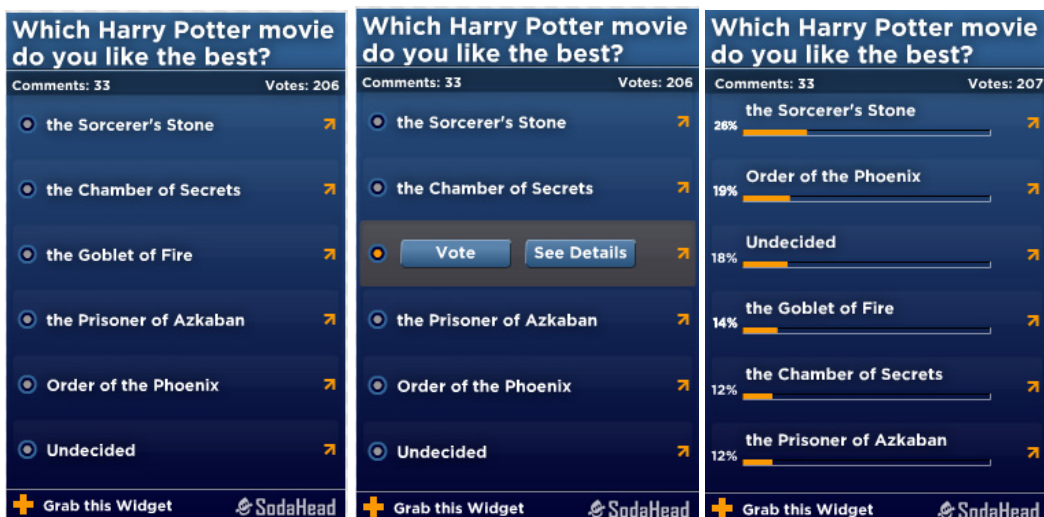 Which Harry Potter movie
do you like the best?
Comments: 33 Votes: 206
the Sorcerer's Stone
the Chamber of Secrets
the Goblet of Fire
the Prisoner of Azkaban
Order of the Phoenix
Undecided
Grab this Widget SodaHead
Which Harry Potter movie
do you like the best?
Comments: 33 Votes: 206
the Sorcerer's Stone
the Chamber of Secrets
Vote See Details
the Prisoner of Azkaban
Order of the Phoenix
Undecided
Grab this Widget SodaHead
Which Harry Potter movie
do you like the best?
Comments: 33 Votes: 207
the Sorcerer's Stone
26%
Order of the Phoenix
19%
Undecided
18%
the Goblet of Fire
14%
the Chamber of Secrets
12%
the Prisoner of Azkaban
12%
Grab this Widget SodaHead